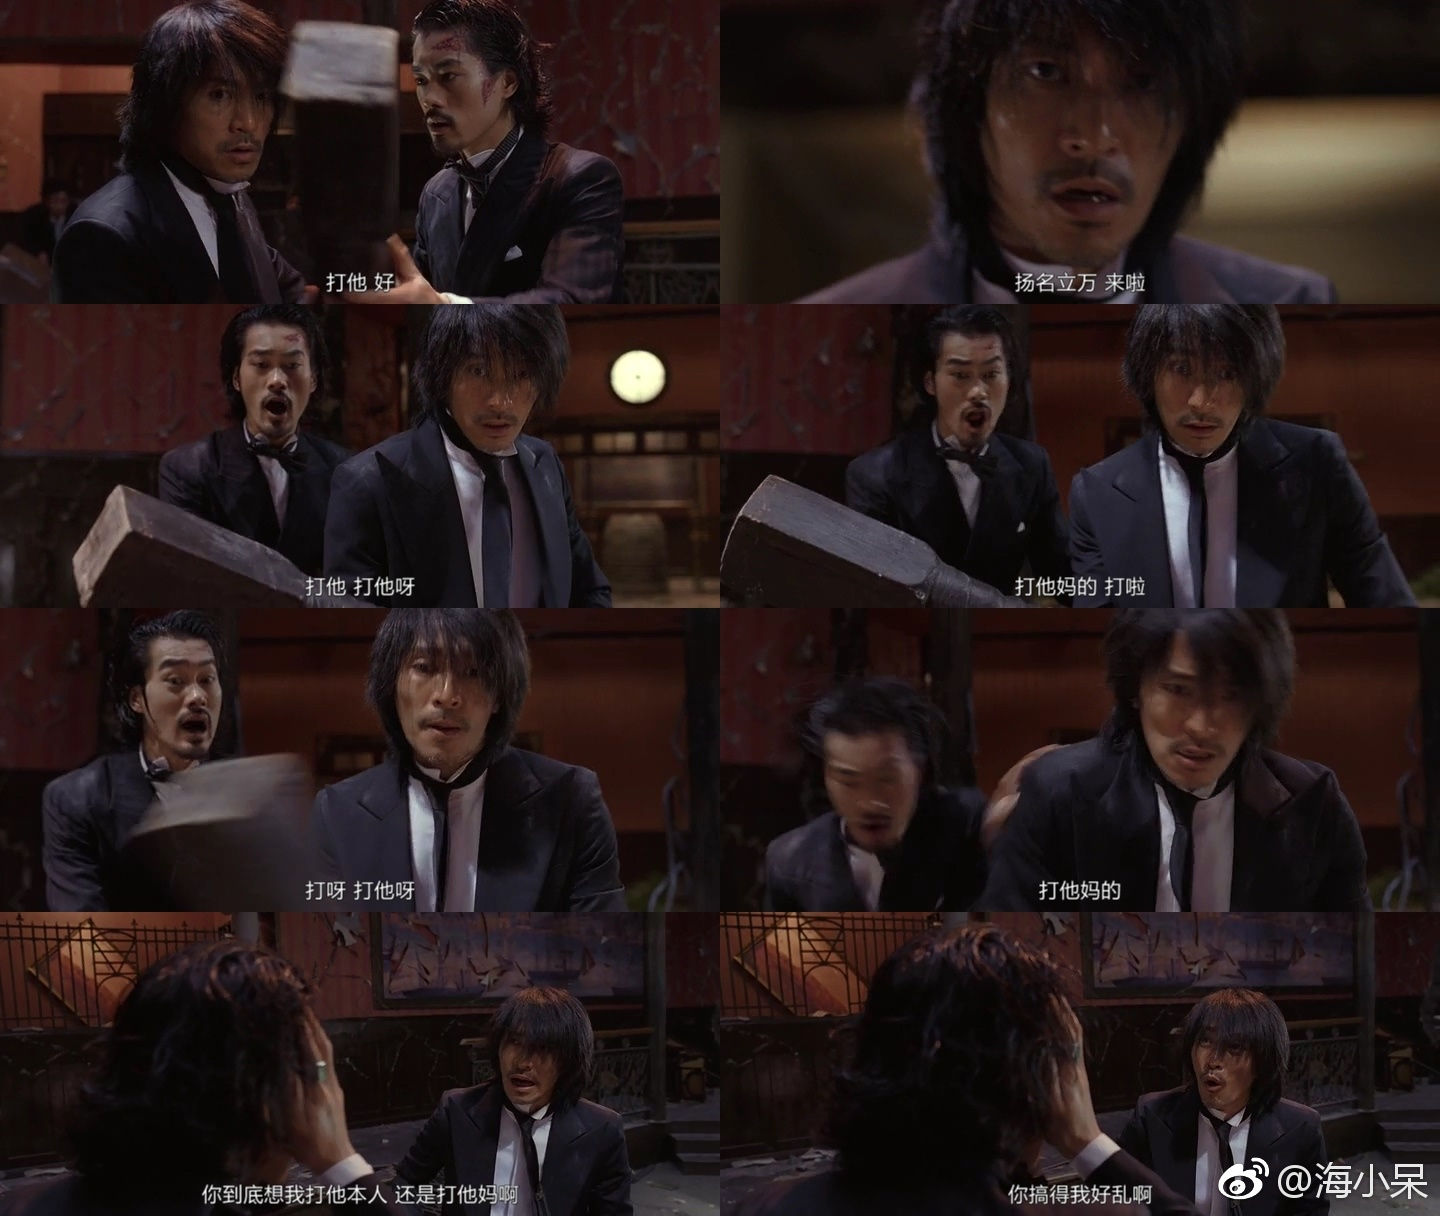 打他 好
扬名立万 来啦
打他 打他呀
打他妈的 打啦
打呀 打他呀
打他妈的
你到底想我打他本人 还是打他妈啊
你搞得我好乱啊
@海小呆